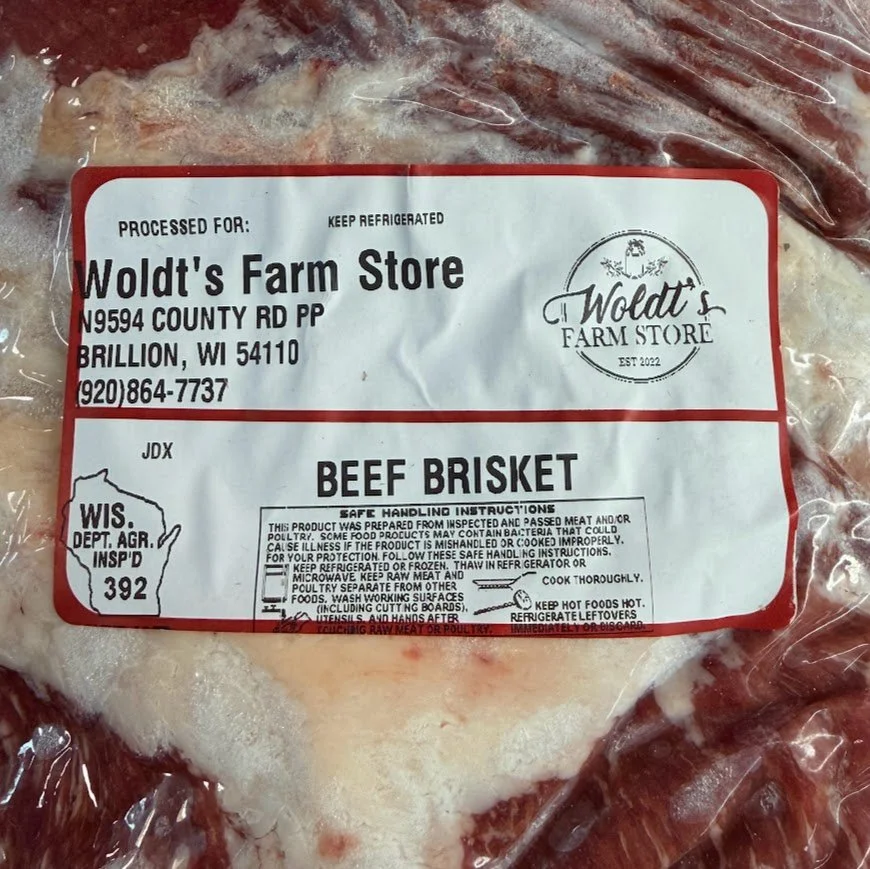 PROCESSED FOR:
KEEP REFRIGERATED
Woldt's Farm Store
N9594 COUNTY RD PP
BRILLION, WI 54110
(920)864-7737
Woldt's
FARM STORE
EST 2022
JDX
BEEF BRISKET
WIS.
DEPT. AGR.
INSP'D
392
SAFE HANDLING INSTRUCTIONS
THIS PRODUCT WAS PREPARED FROM INSPECTED AND PASSED MEAT AND/OR
POULTRY. SOME FOOD PRODUCTS MAY CONTAIN BACTERIA THAT COULD
CAUSE ILLNESS IF THE PRODUCT IS MISHANDLED OR COOKED IMPROPERLY.
FOR YOUR PROTECTION, FOLLOW THESE SAFE HANDLING INSTRUCTIONS.
KEEP REFRIGERATED OR FROZEN. THAW IN REFRIGERATOR OR
MICROWAVE. KEEP RAW MEAT AND
POULTRY SEPARATE FROM OTHER
FOODS. WASH WORKING SURFACES
(INCLUDING CUTTING BOARDS),
UTENSILS, AND HANDS AFTER
TOUCHING RAW MEAT OR POULTRY.
COOK THOROUGHLY.
KEEP HOT FOODS HOT.
REFRIGERATE LEFTOVERS
IMMEDIATELY OR DISCARD.